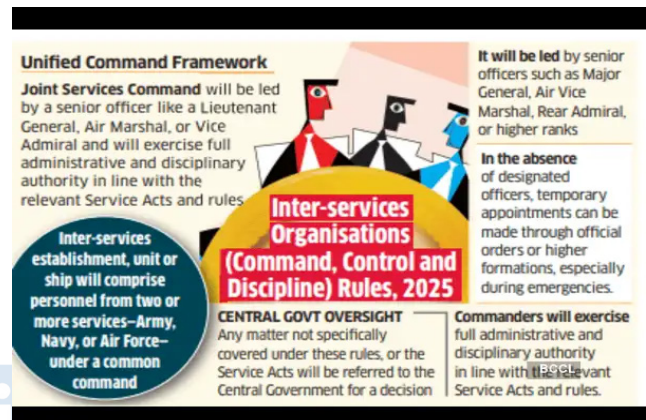 Unified Command Framework
Joint Services Command will be led
by a senior officer like a Lieutenant
General, Air Marshal, or Vice
Admiral and will exercise full
administrative and disciplinary
authority in line with the
relevant Service Acts and rules
Inter-services
establishment, unit or
ship will comprise
personnel from two or
more services—Army,
Navy, or Air Force—
under a common
command
Inter-services
Organisations
(Command, Control and
Discipline) Rules, 2025
CENTRAL GOVT OVERSIGHT
Any matter not specifically
covered under these rules, or the
Service Acts will be referred to the
Central Government for a decision
It will be led by senior
officers such as Major
General, Air Vice
Marshal, Rear Admiral,
or higher ranks
In the absence
of designated
officers, temporary
appointments can be
made through official
orders or higher
formations, especially
during emergencies.
Commanders will exercise
full administrative and
disciplinary authority
in line with the relevant
Service Acts and rules.
BCCL